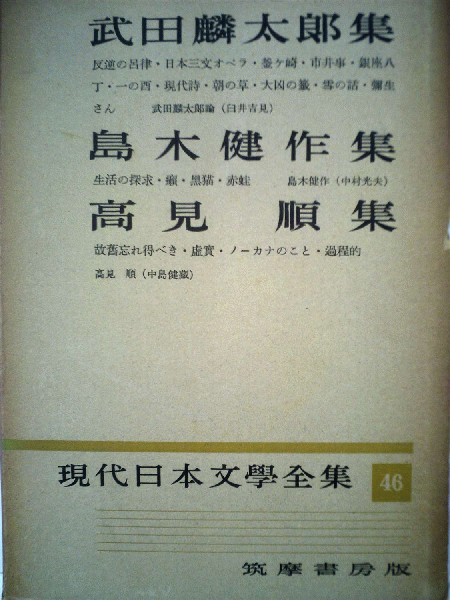 武田麟太郎集
反逆の呂律・日本三文オペラ・釜ケ崎・市井事・銀座八
丁・一の酉・現代詩・朝の草・大凶の籤・雪の話・彌生
さん　武田麟太郎論（臼井吉見）
島木健作集
生活の探求・癩・黒猫・赤蛙　島木健作（中村光夫）
高見　順集
故舊忘れ得べき・虚實・ノーカナのこと・過程的
高見　順（中島健藏）
現代日本文學全集 46
筑摩書房版